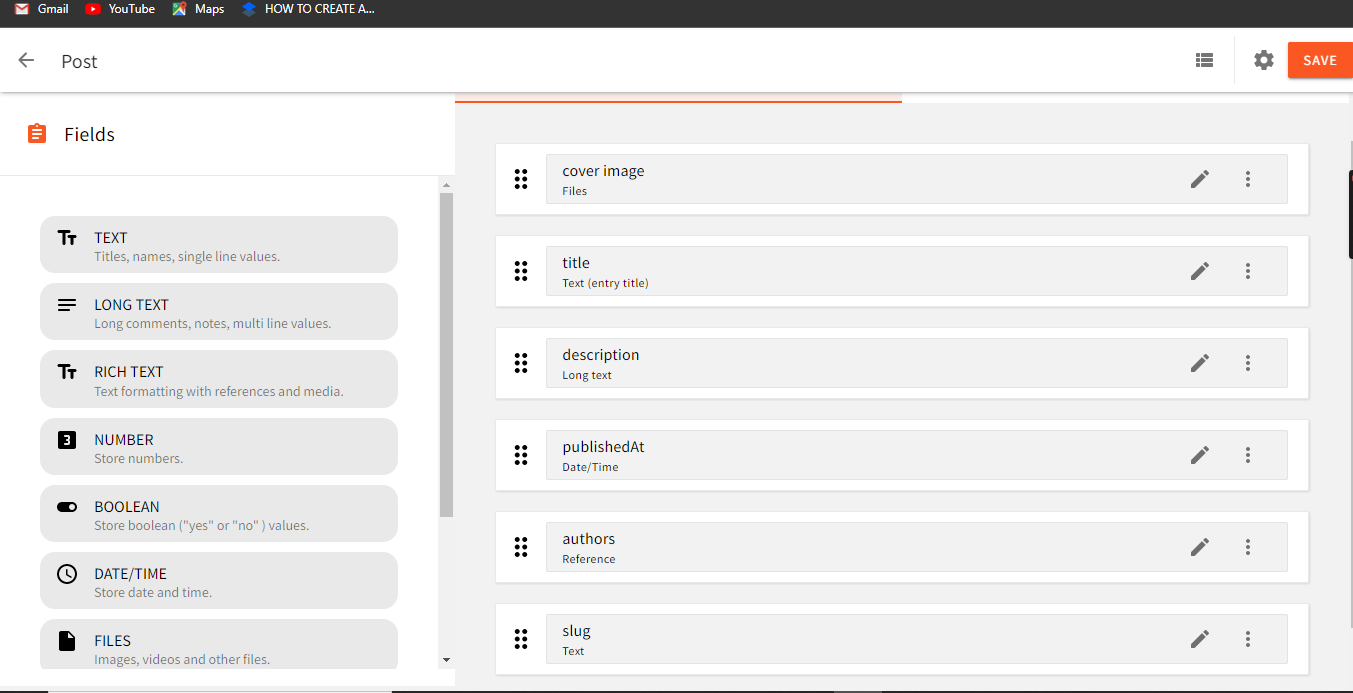 Gmail YouTube Maps HOW TO CREATE A...
Post
SAVE
Fields
TEXT
Titles, names, single line values.
LONG TEXT
Long comments, notes, multi line values.
RICH TEXT
Text formatting with references and media.
3 NUMBER
Store numbers.
BOOLEAN
Store boolean ("yes" or "no" ) values.
DATE/TIME
Store date and time.
FILES
Images, videos and other files.
cover image
Files
title
Text (entry title)
description
Long text
publishedAt
Date/Time
authors
Reference
slug
Text